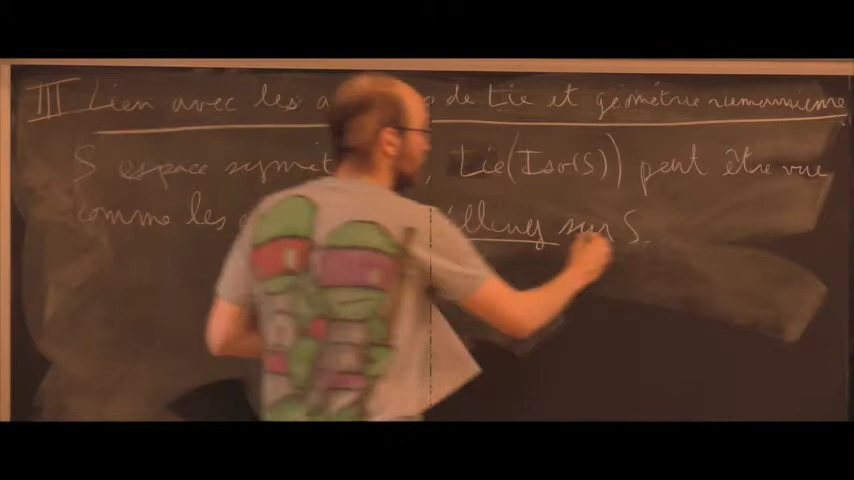 III Lien avec les a de Lie et géométrie riemannienne
S espace symét , Lie(Iso(S)) peut être vue
comme les illing sur S.